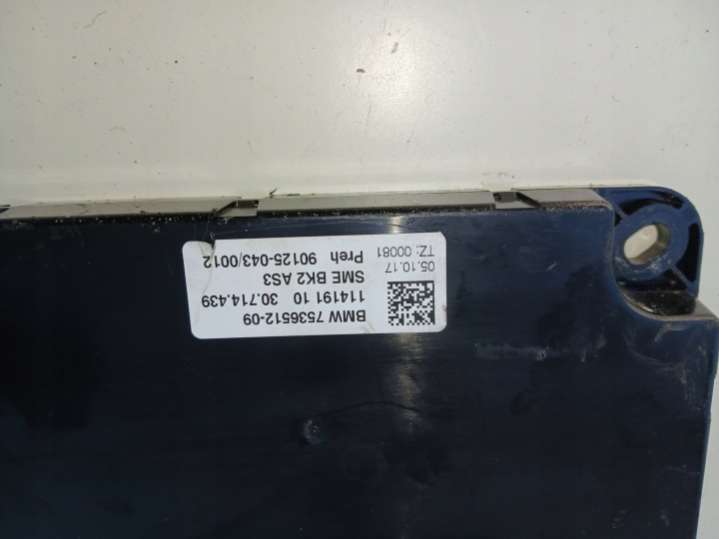 BMW 7536512-09
114191 10 30.714.439
SME BK2 AS3
Preh 90125-043/0012
05.10.17
TZ: 00081